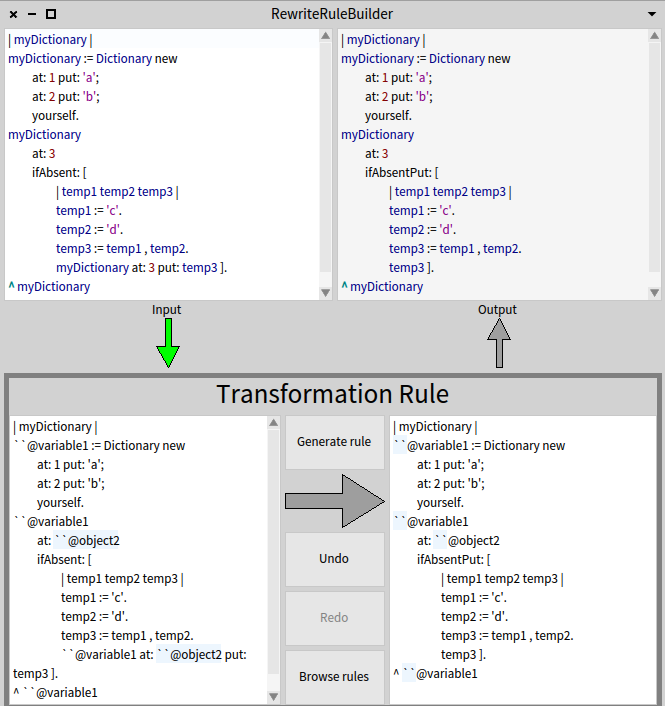 RewriteRuleBuilder
| myDictionary |
myDictionary := Dictionary new
at: 1 put: 'a';
at: 2 put: 'b';
yourself.
myDictionary
at: 3
ifAbsent: [
| temp1 temp2 temp3 |
temp1 := 'c'.
temp2 := 'd'.
temp3 := temp1 , temp2.
myDictionary at: 3 put: temp3 ].
^ myDictionary
| myDictionary |
myDictionary := Dictionary new
at: 1 put: 'a';
at: 2 put: 'b';
yourself.
myDictionary
at: 3
ifAbsentPut: [
| temp1 temp2 temp3 |
temp1 := 'c'.
temp2 := 'd'.
temp3 := temp1 , temp2.
temp3 ].
^ myDictionary
Input
Output
Transformation Rule
| myDictionary |
``@variable1 := Dictionary new
at: 1 put: 'a';
at: 2 put: 'b';
yourself.
``@variable1
at: ``@object2
ifAbsent: [
| temp1 temp2 temp3 |
temp1 := 'c'.
temp2 := 'd'.
temp3 := temp1 , temp2.
``@variable1 at: ``@object2 put:
temp3 ].
^ ``@variable1
Generate rule
Undo
Redo
Browse rules
| myDictionary |
``@variable1 := Dictionary new
at: 1 put: 'a';
at: 2 put: 'b';
yourself.
``@variable1
at: ``@object2
ifAbsentPut: [
| temp1 temp2 temp3 |
temp1 := 'c'.
temp2 := 'd'.
temp3 := temp1 , temp2.
temp3 ].
^ ``@variable1